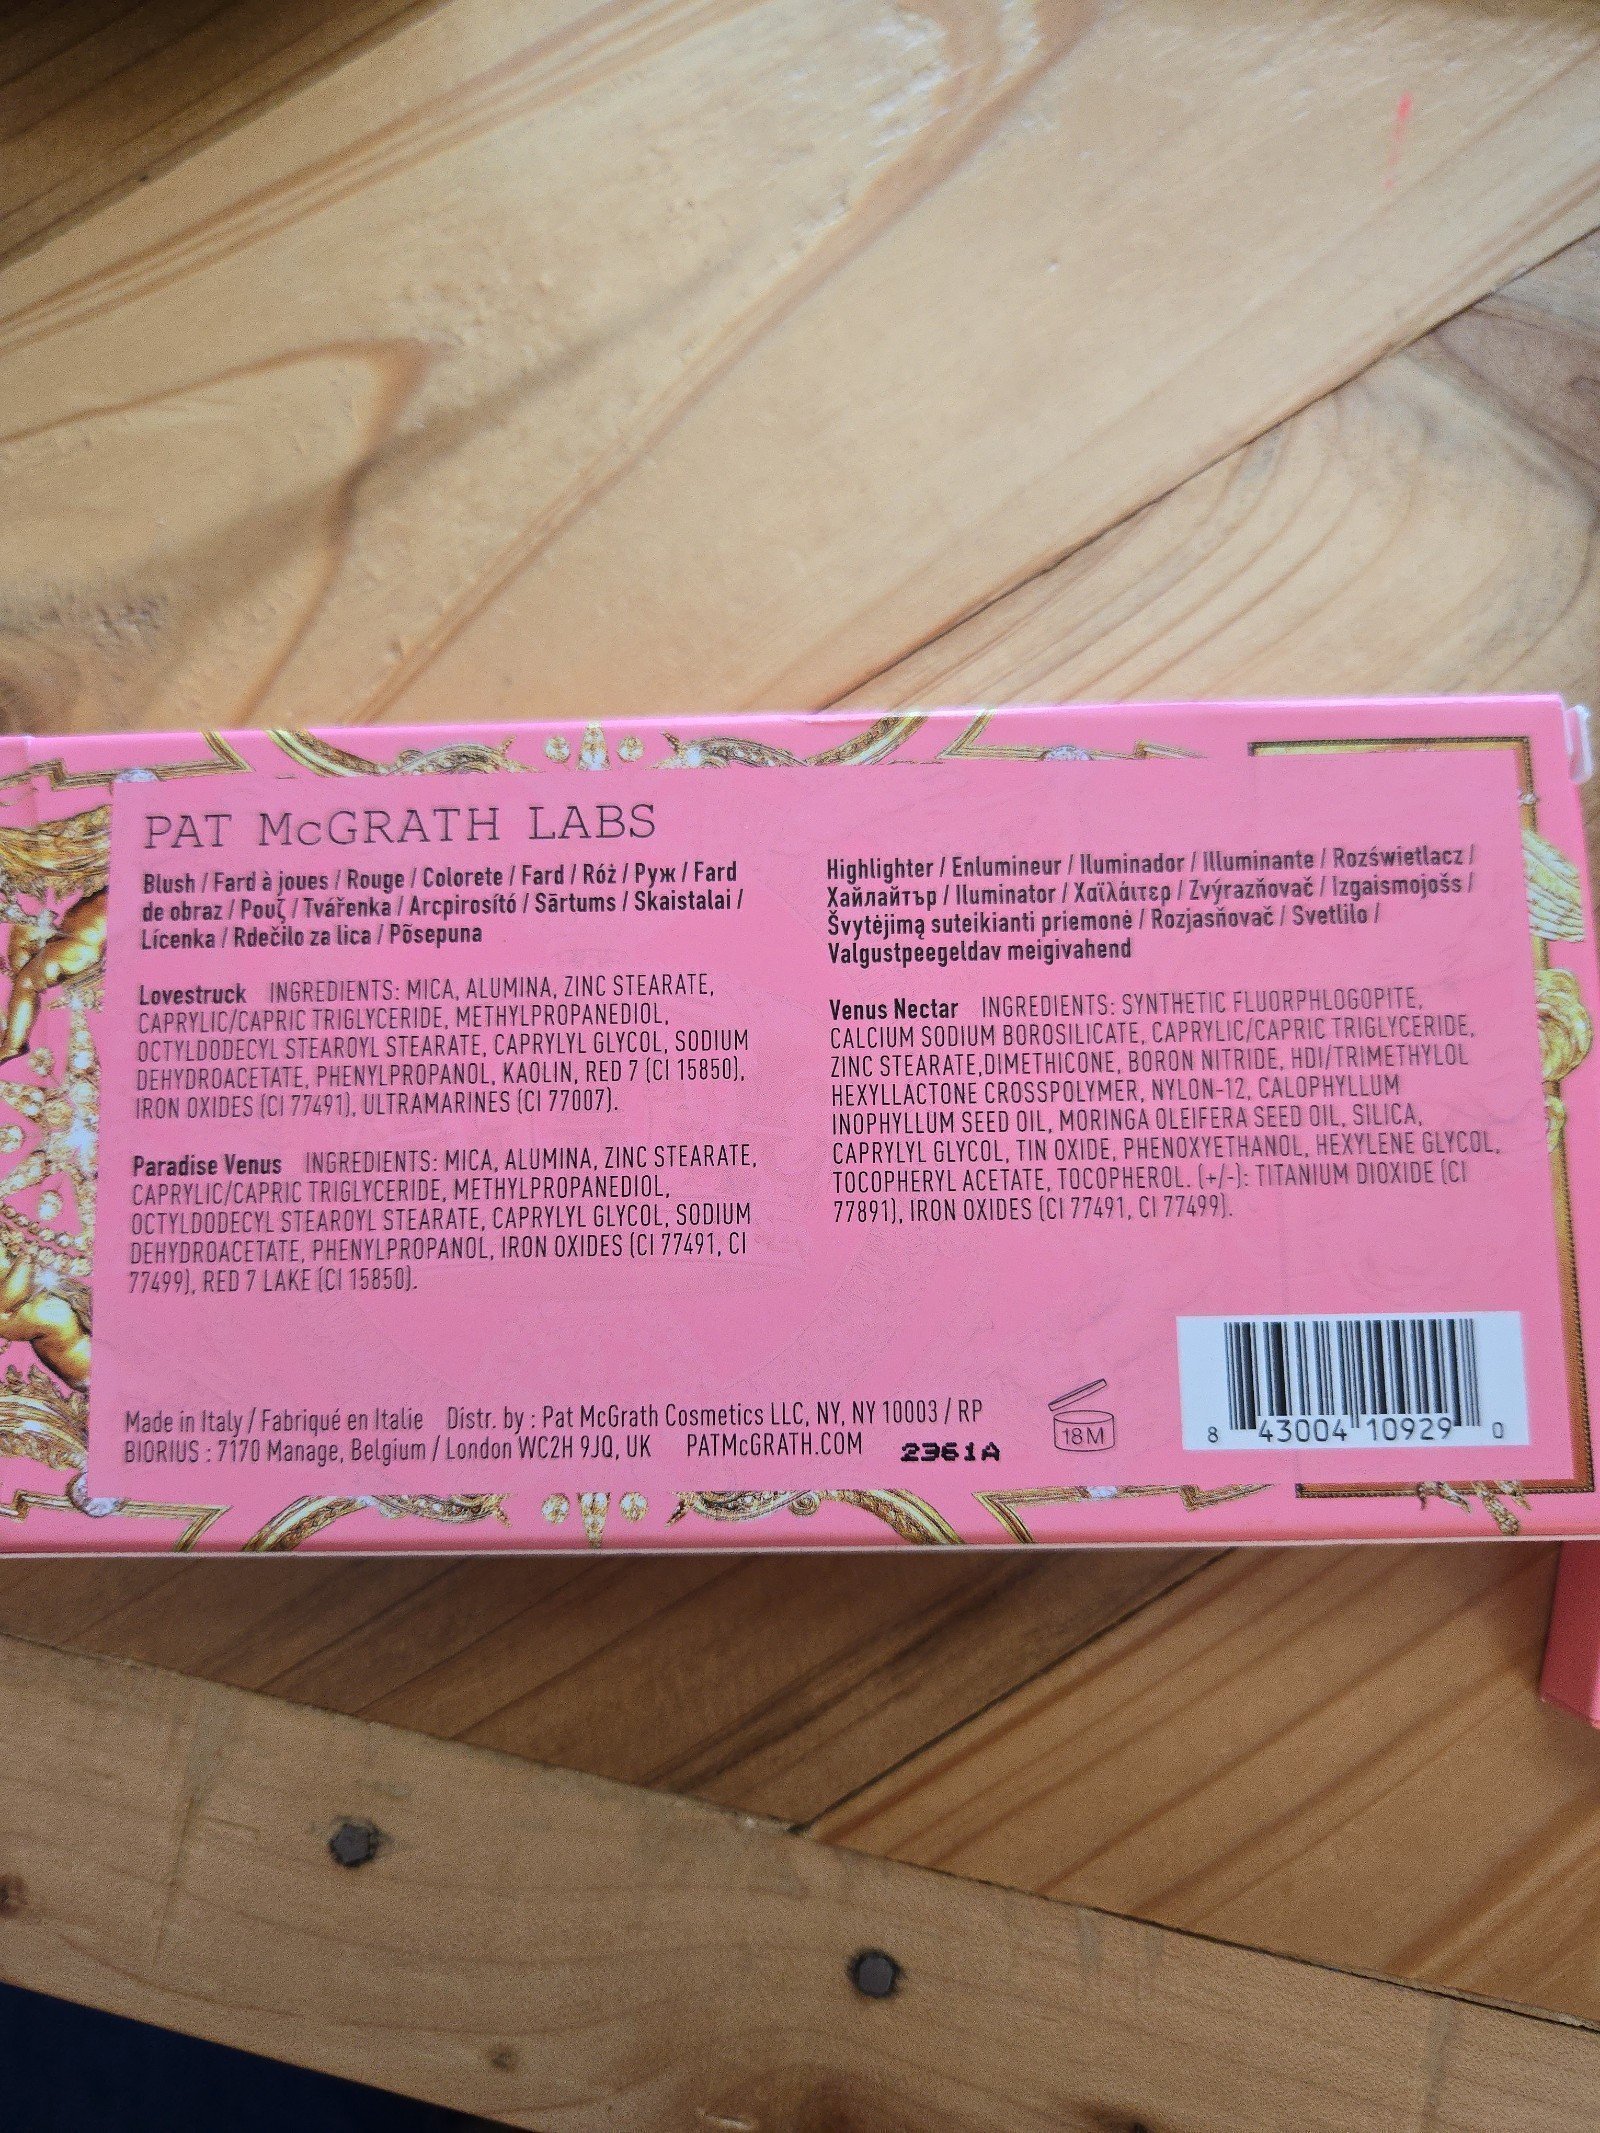 PAT McGRATH LABS
Blush / Fard à joues / Rouge / Colorete / Fard / Róż / Руж / Fard
de obraz / Ρουζ / Tvářenka / Arcpirosító / Sārtums / Skaistalai /
Lícenka / Rdečilo za lica / Põsepuna
Lovestruck INGREDIENTS: MICA, ALUMINA, ZINC STEARATE,
CAPRYLIC/CAPRIC TRIGLYCERIDE, METHYLPROPANEDIOL,
OCTYLDODECYL STEAROYL STEARATE, CAPRYLYL GLYCOL, SODIUM
DEHYDROACETATE, PHENYLPROPANOL, KAOLIN, RED 7 (CI 15850),
IRON OXIDES (CI 77491), ULTRAMARINES (CI 77007).
Paradise Venus INGREDIENTS: MICA, ALUMINA, ZINC STEARATE,
CAPRYLIC/CAPRIC TRIGLYCERIDE, METHYLPROPANEDIOL,
OCTYLDODECYL STEAROYL STEARATE, CAPRYLYL GLYCOL, SODIUM
DEHYDROACETATE, PHENYLPROPANOL, IRON OXIDES (CI 77491, CI
77499), RED 7 LAKE (CI 15850).
Highlighter / Enlumineur / Iluminador / Illuminante / Rozświetlacz /
Хайлайтър / Iluminator / Χαϊλάιτερ / Zvýrazňovač / Izgaismojošs /
Švytėjimą suteikianti priemonė / Rozjasňovač / Svetlilo /
Valgustpeegeldav meigivahend
Venus Nectar INGREDIENTS: SYNTHETIC FLUORPHLOGOPITE,
CALCIUM SODIUM BOROSILICATE, CAPRYLIC/CAPRIC TRIGLYCERIDE,
ZINC STEARATE,DIMETHICONE, BORON NITRIDE, HDI/TRIMETHYLOL
HEXYLLACTONE CROSSPOLYMER, NYLON-12, CALOPHYLLUM
INOPHYLLUM SEED OIL, MORINGA OLEIFERA SEED OIL, SILICA,
CAPRYLYL GLYCOL, TIN OXIDE, PHENOXYETHANOL, HEXYLENE GLYCOL,
TOCOPHERYL ACETATE, TOCOPHEROL. (+/-): TITANIUM DIOXIDE (CI
77891), IRON OXIDES (CI 77491, CI 77499).
Made in Italy / Fabriqué en Italie Distr. by : Pat McGrath Cosmetics LLC, NY, NY 10003 / RP
BIORIUS : 7170 Manage, Belgium / London WC2H 9JQ, UK PATMcGRATH.COM 2361A
18M
8 43004 10929 0